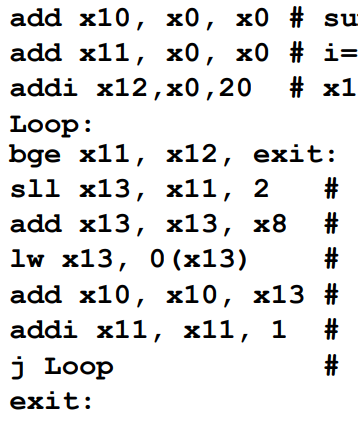 add x10, x0, x0 # su
add x11, x0, x0 # i=
addi x12,x0,20 # x1
Loop:
bge x11, x12, exit:
sll x13, x11, 2 #
add x13, x13, x8 #
lw x13, 0(x13) #
add x10, x10, x13 #
addi x11, x11, 1 #
j Loop #
exit: